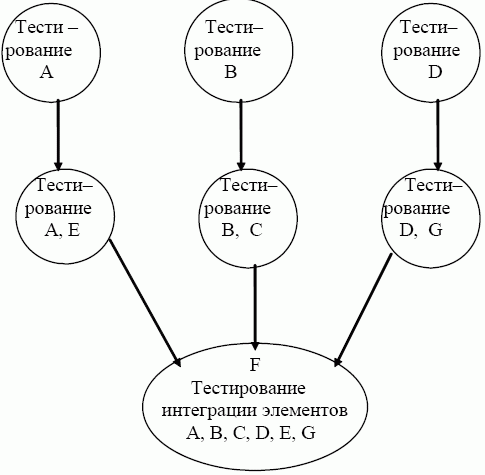 Тести –
рование
А
Тести–
рование
В
Тести–
рование
D
Тести–
рование
А, Е
Тести–
рование
В, С
Тести–
рование
D, G
F
Тестирование
интеграции элементов
А, В, С, D, Е, G